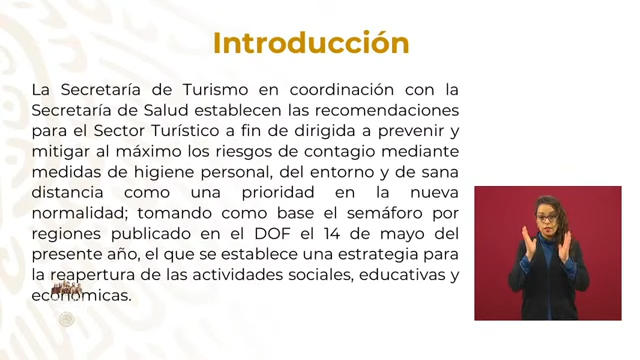 Introducción
La Secretaría de Turismo en coordinación con la
Secretaría de Salud establecen las recomendaciones
para el Sector Turístico a fin de dirigida a prevenir y
mitigar al máximo los riesgos de contagio mediante
medidas de higiene personal, del entorno y de sana
distancia como una prioridad en la nueva
normalidad; tomando como base el semáforo por
regiones publicado en el DOF el 14 de mayo del
presente año, el que se establece una estrategia para
la reapertura de las actividades sociales, educativas y
económicas.